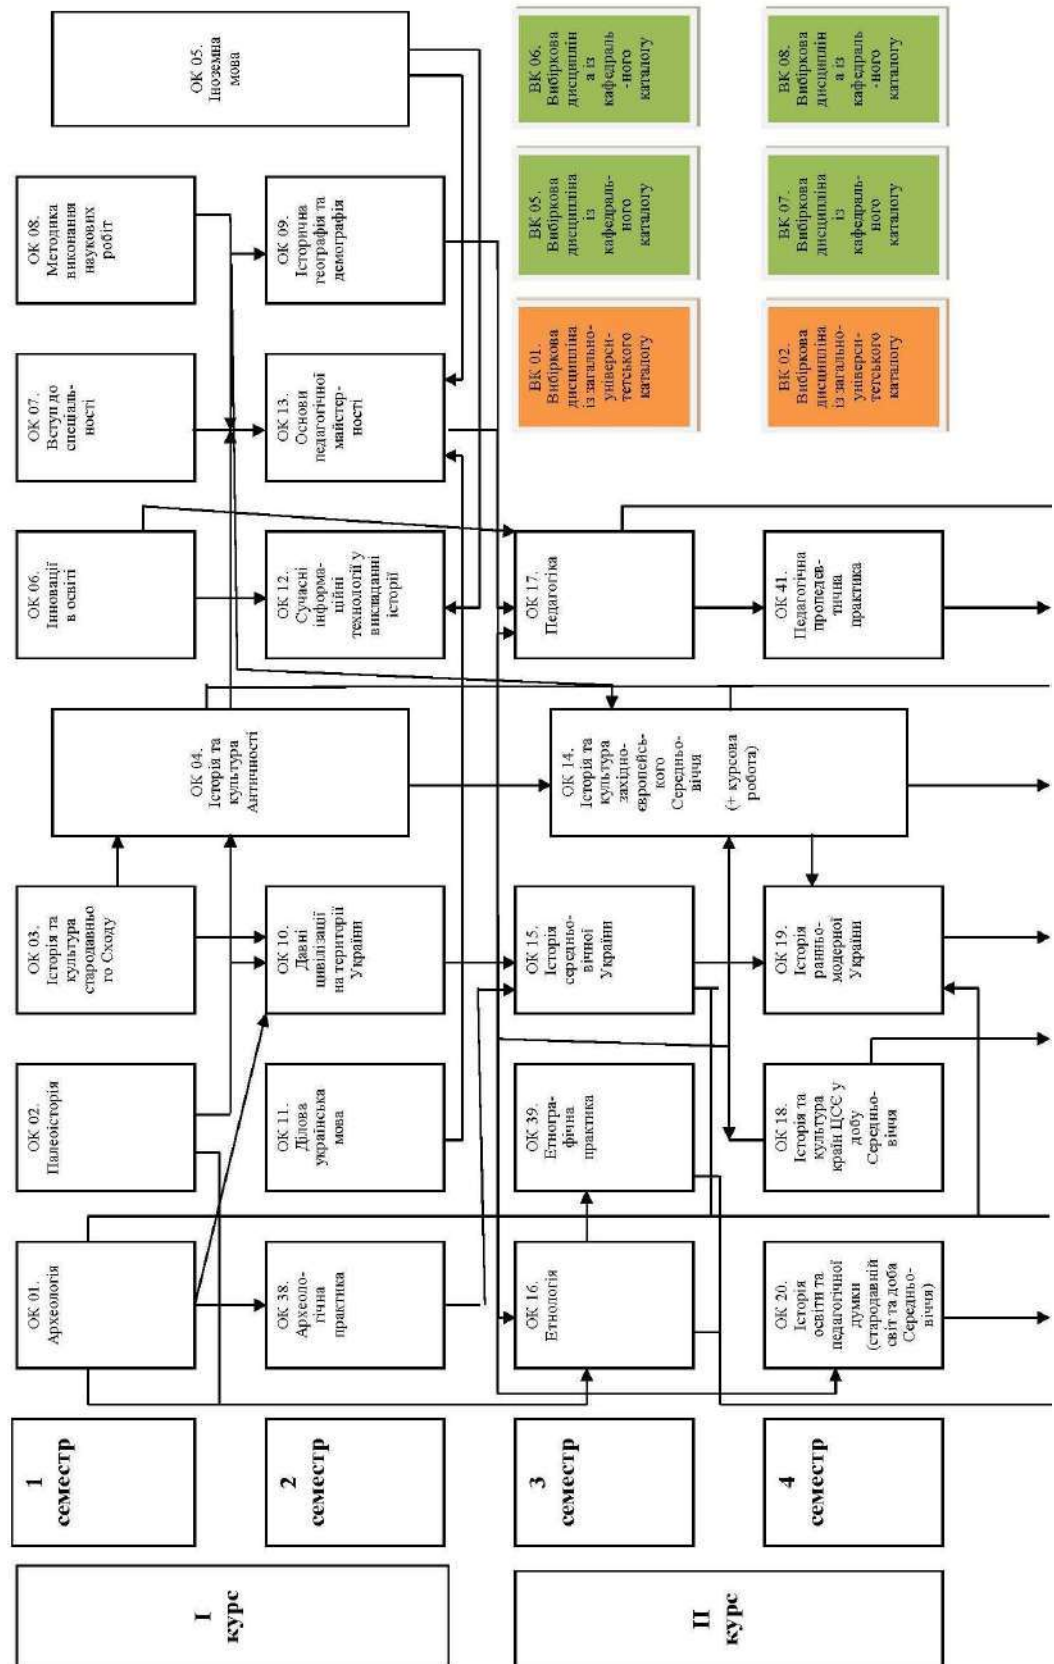 I
курс
1
семестр
ОК 01.
Археологія
ОК 02.
Палеоісторія
ОК 03.
Історія та
культура
стародавньо
го Сходу
ОК 04.
Історія та
культура
Античності
ОК 06.
Інновації
в освіті
ОК 07.
Вступ до
спеціаль-
ності
ОК 08.
Методика
виконання
наукових
робіт
ОК 05.
Іноземна
мова
2
семестр
ОК 38.
Археоло-
гічна
практика
ОК 11.
Ділова
українська
мова
ОК 10.
Давні
цивілізації
на території
України
ОК 12.
Сучасні
інформа-
ційні
технології у
викладанні
історії
ОК 13.
Основи
педагогічної
майстер-
ності
ОК 09.
Історична
географія та
демографія
II
курс
3
семестр
ОК 16.
Етнологія
ОК 39.
Етногра-
фічна
практика
ОК 15.
Історія
середньо-
вічної
України
ОК 14.
Історія та
культура
західно-
європейсь-
кого
Середньо-
віччя
(+ курсова
робота)
ОК 17.
Педагогіка
ВК 01.
Вибіркова
дисципліна
із загально-
універси-
тетського
каталогу
ВК 05.
Вибіркова
дисципліна
із
кафедраль-
ного
каталогу
ВК 06.
Вибіркова
дисциплін
а із
кафедраль
-ного
каталогу
4
семестр
ОК 20.
Історія
освіти та
педагогічної
думки
(стародавній
світ та доба
Середньо-
віччя)
ОК 18.
Історія та
культура
країн ЦСЄ у
добу
Середньо-
віччя
ОК 19.
Історія
ранньо-
модерної
України
ОК 41.
Педагогічна
пропедев-
тична
практика
ВК 02.
Вибіркова
дисципліна
із загально-
універси-
тетського
каталогу
ВК 07.
Вибіркова
дисципліна
із
кафедраль-
ного
каталогу
ВК 08.
Вибіркова
дисциплін
а із
кафедраль
-ного
каталогу